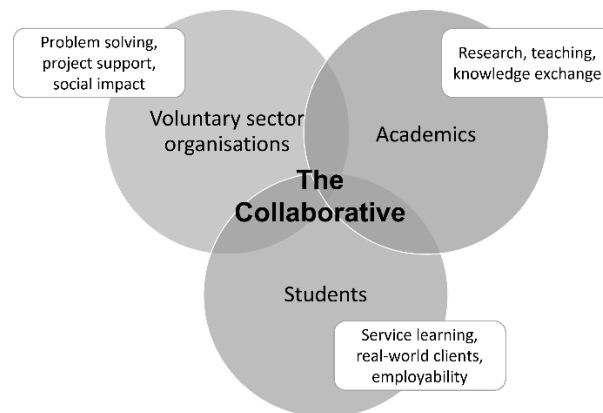 Problem solving,
project support,
social impact
Research, teaching,
knowledge exchange
Voluntary sector
organisations
Academics
The
Collaborative
Students
Service learning,
real-world clients,
employability